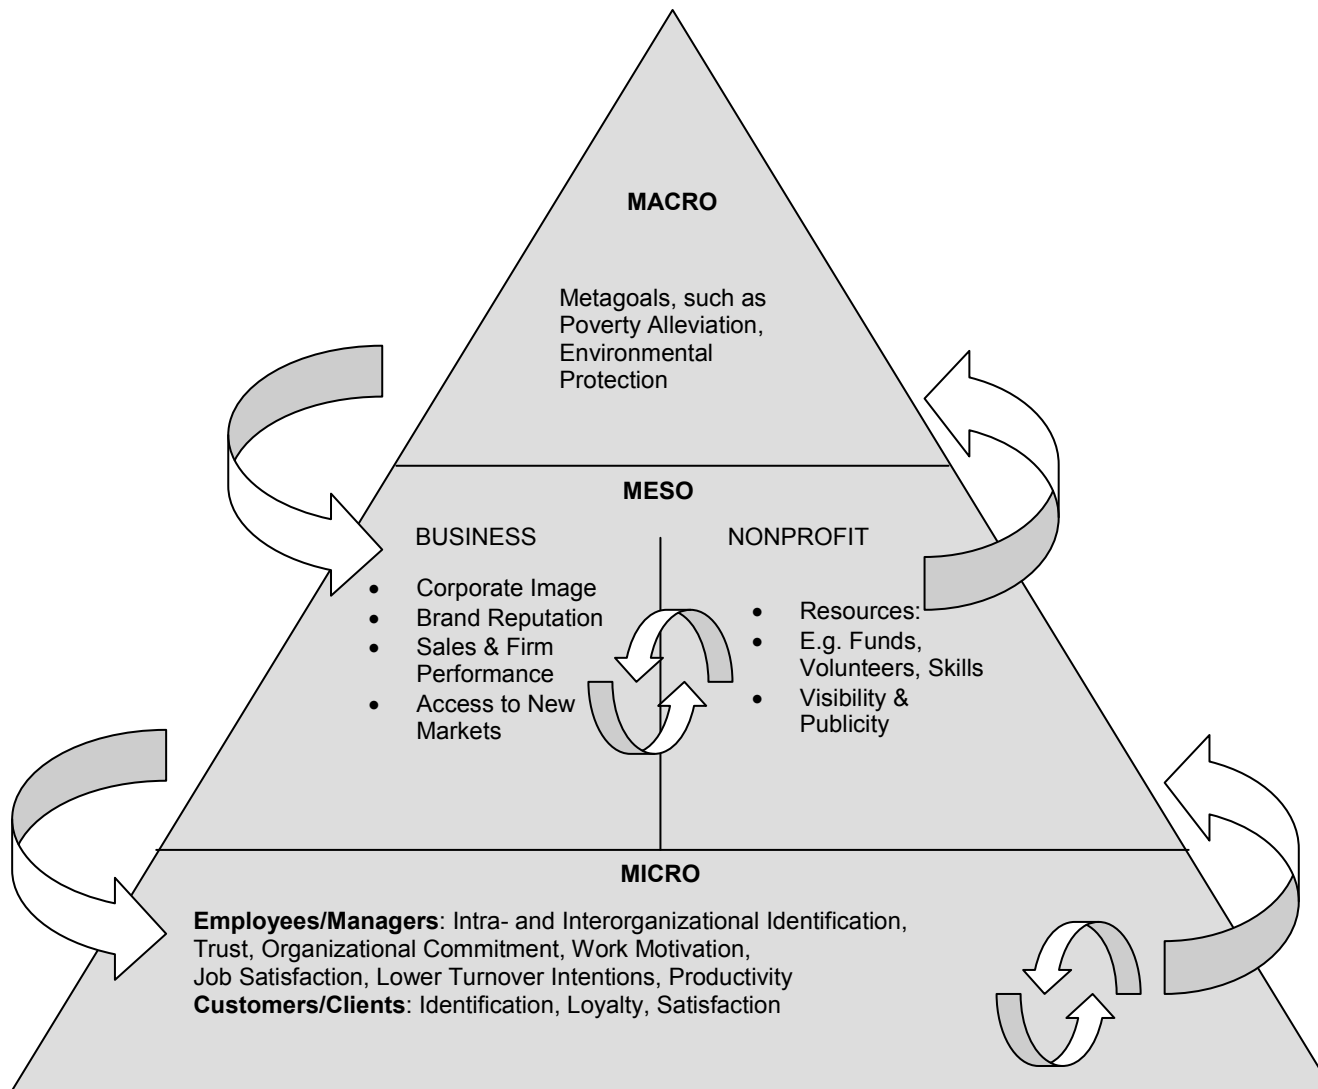 MACRO
Metagoals, such as
Poverty Alleviation,
Environmental
Protection
MESO
BUSINESS
• Corporate Image
• Brand Reputation
• Sales & Firm
Performance
• Access to New
Markets
NONPROFIT
• Resources:
• E.g. Funds,
Volunteers, Skills
• Visibility &
Publicity
MICRO
Employees/Managers: Intra- and Interorganizational Identification,
Trust, Organizational Commitment, Work Motivation,
Job Satisfaction, Lower Turnover Intentions, Productivity
Customers/Clients: Identification, Loyalty, Satisfaction